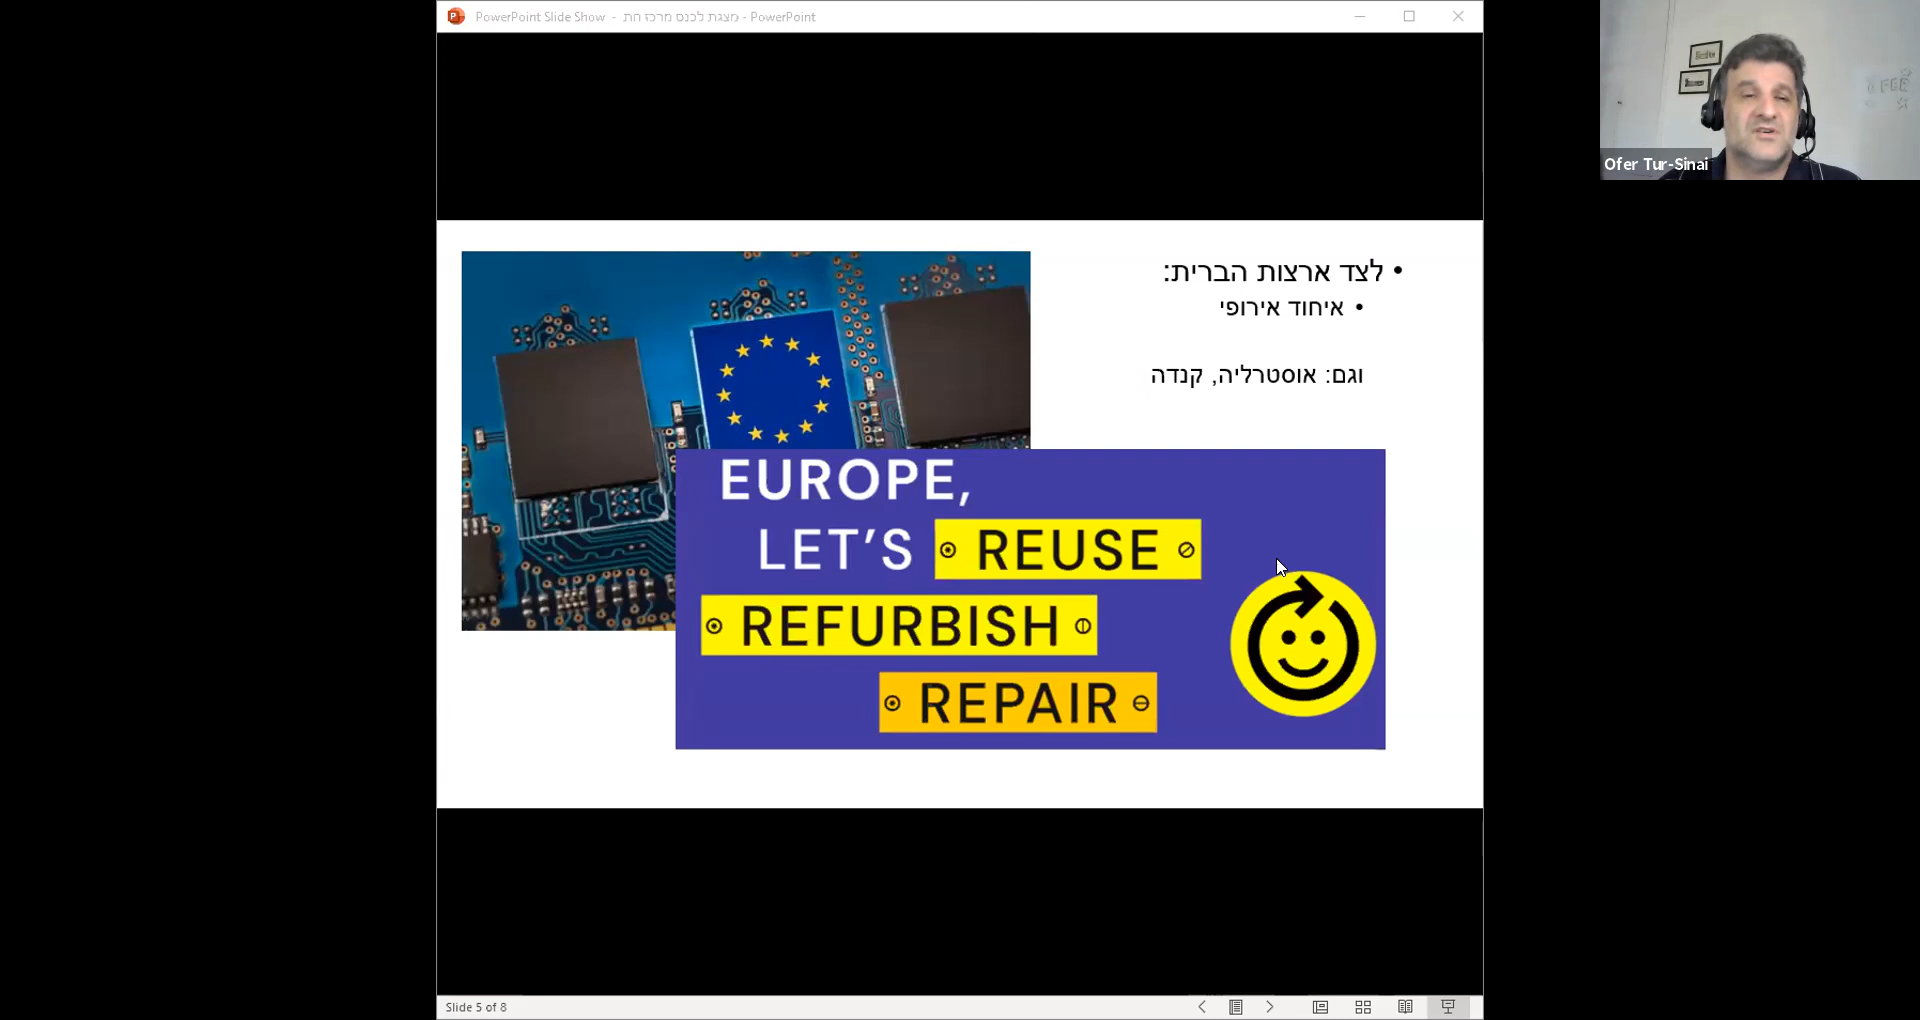 PowerPoint Slide Show - מצגת לכנס מרכז חת - PowerPoint
Ofer Tur-Sinai
• לצד ארצות הברית:
• איחוד אירופי
וגם: אוסטרליה, קנדה
EUROPE,
LET'S REUSE
REFURBISH
REPAIR
Slide 5 of 8